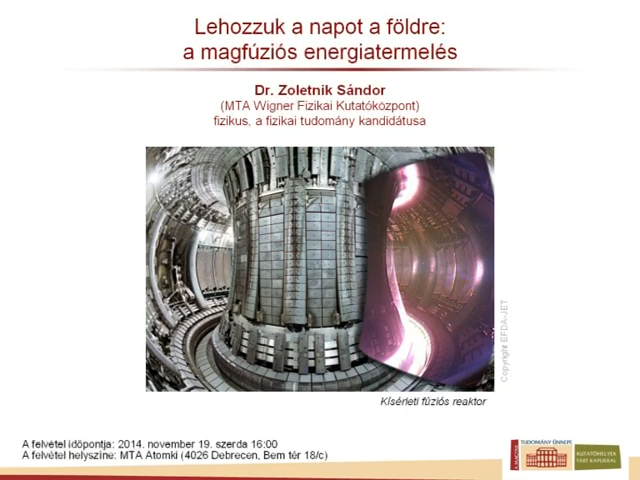 Lehozzuk a napot a földre:
a magfúziós energiatermelés
Dr. Zoletnik Sándor
(MTA Wigner Fizikai Kutatóközpont)
fizikus, a fizikai tudomány kandidátusa
Copyright EFDA-JET
Kísérleti fúziós reaktor
A felvétel időpontja: 2014. november 19. szerda 16:00
A felvétel helyszíne: MTA Atomki (4026 Debrecen, Bem tér 18/c)
A MAGYAR
TUDOMÁNY ÜNNEPE
KUTATÓHELYEK
TÁRT KAPUKKAL